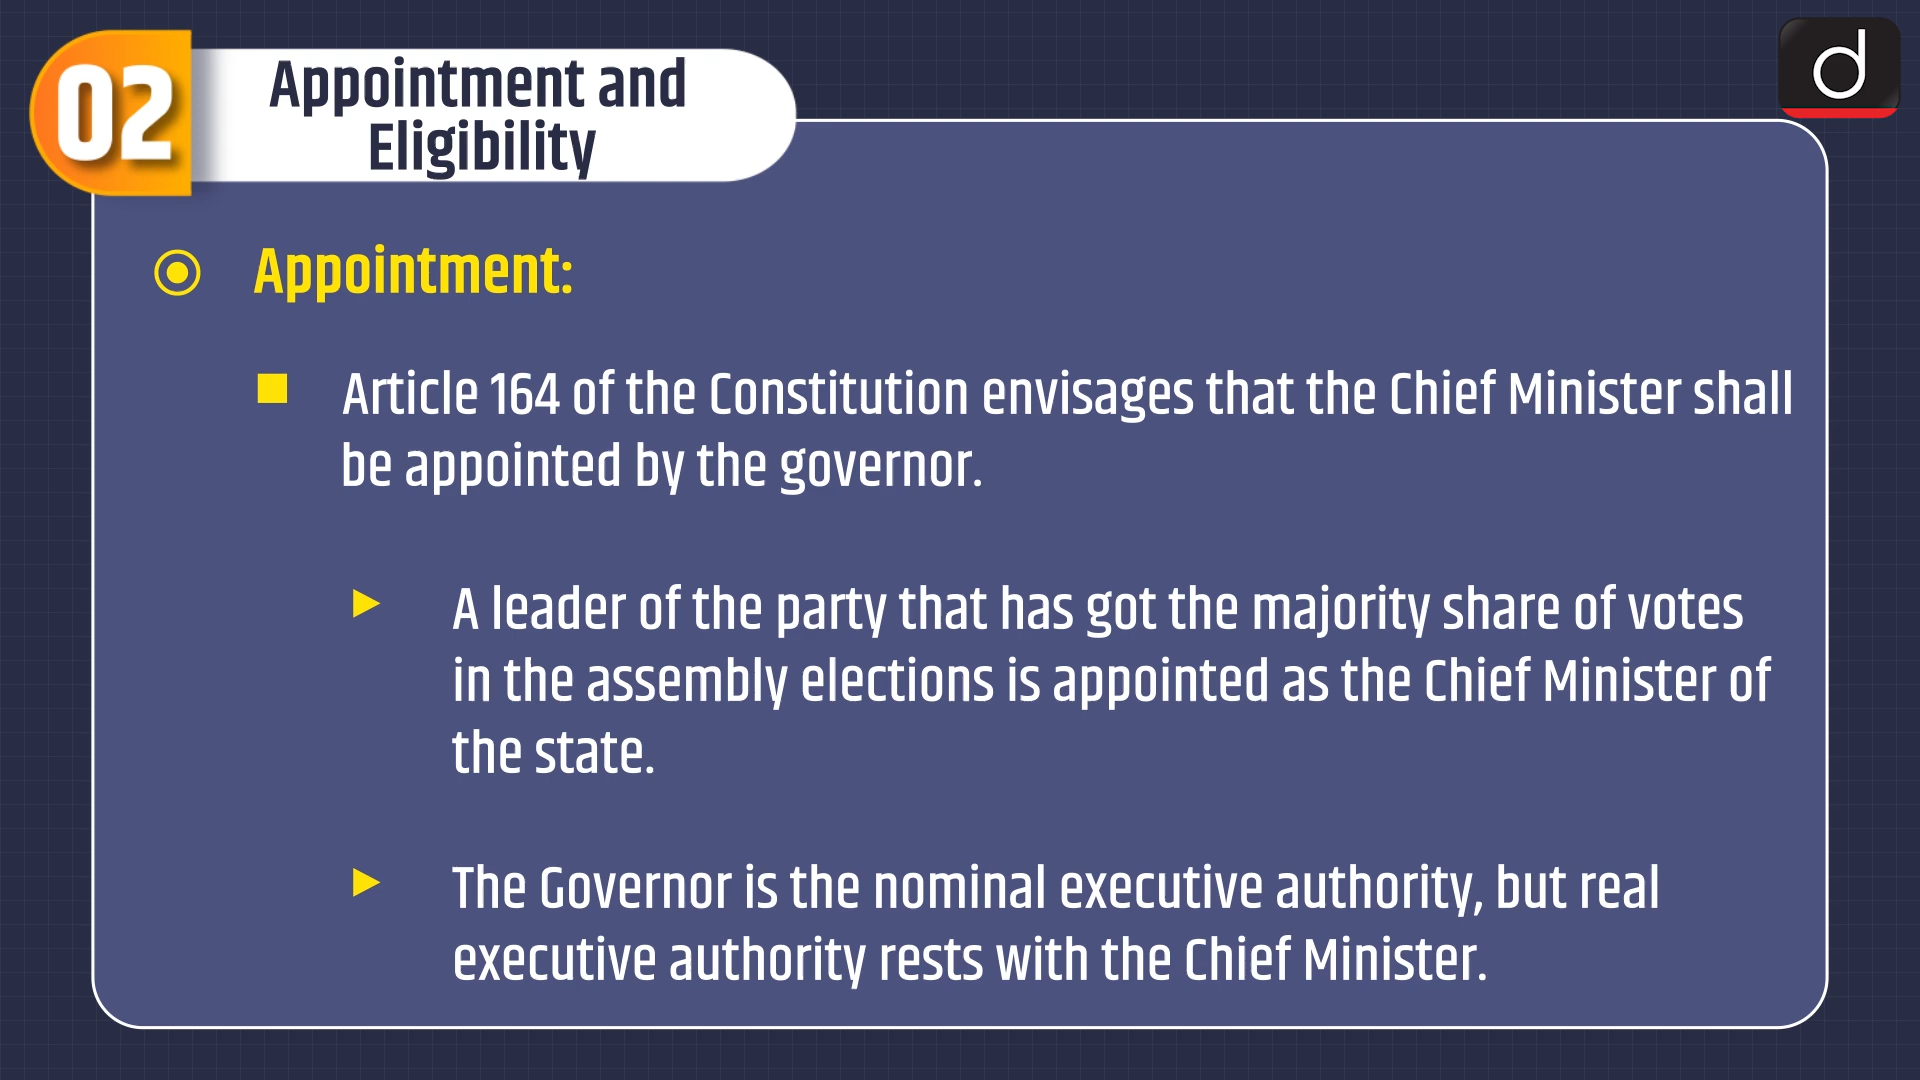 02
Appointment and
Eligibility
d
Appointment:
Article 164 of the Constitution envisages that the Chief Minister shall
be appointed by the governor.
A leader of the party that has got the majority share of votes
in the assembly elections is appointed as the Chief Minister of
the state.
The Governor is the nominal executive authority, but real
executive authority rests with the Chief Minister.